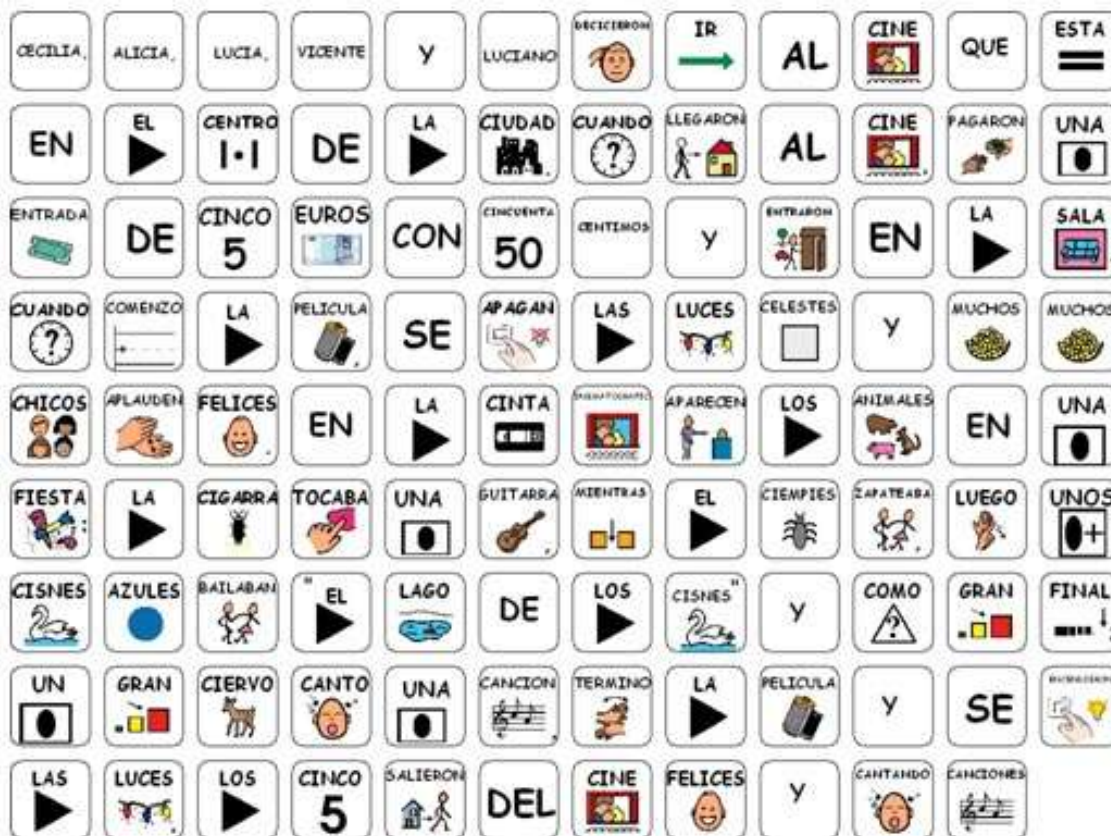 CECILIA, ALICIA, LUCIA, VICENTE Y LUCIANO DECICIERON IR AL CINE QUE ESTA
EN EL CENTRO DE LA CIUDAD. CUANDO LLEGARON AL CINE, PAGARON UNA
ENTRADA DE CINCO 5 EUROS CON CINCUENTA 50 CENTIMOS Y ENTRARON EN LA SALA
CUANDO COMENZO LA PELICULA, SE APAGAN LAS LUCES CELESTES Y MUCHOS MUCHOS
CHICOS APLAUDEN FELICES. EN LA CINTA APARECEN LOS ANIMALES EN UNA
FIESTA LA CIGARRA TOCABA UNA GUITARRA, MIENTRAS EL CIEMPIES ZAPATEABA, LUEGO UNOS
CISNES AZULES BAILABAN "EL LAGO DE LOS CISNES" Y COMO GRAN FINAL
UN GRAN CIERVO CANTO UNA CANCION, TERMINO LA PELICULA Y SE
LAS LUCES. LOS CINCO 5 SALIERON DEL CINE FELICES Y CANTANDO CANCIONES